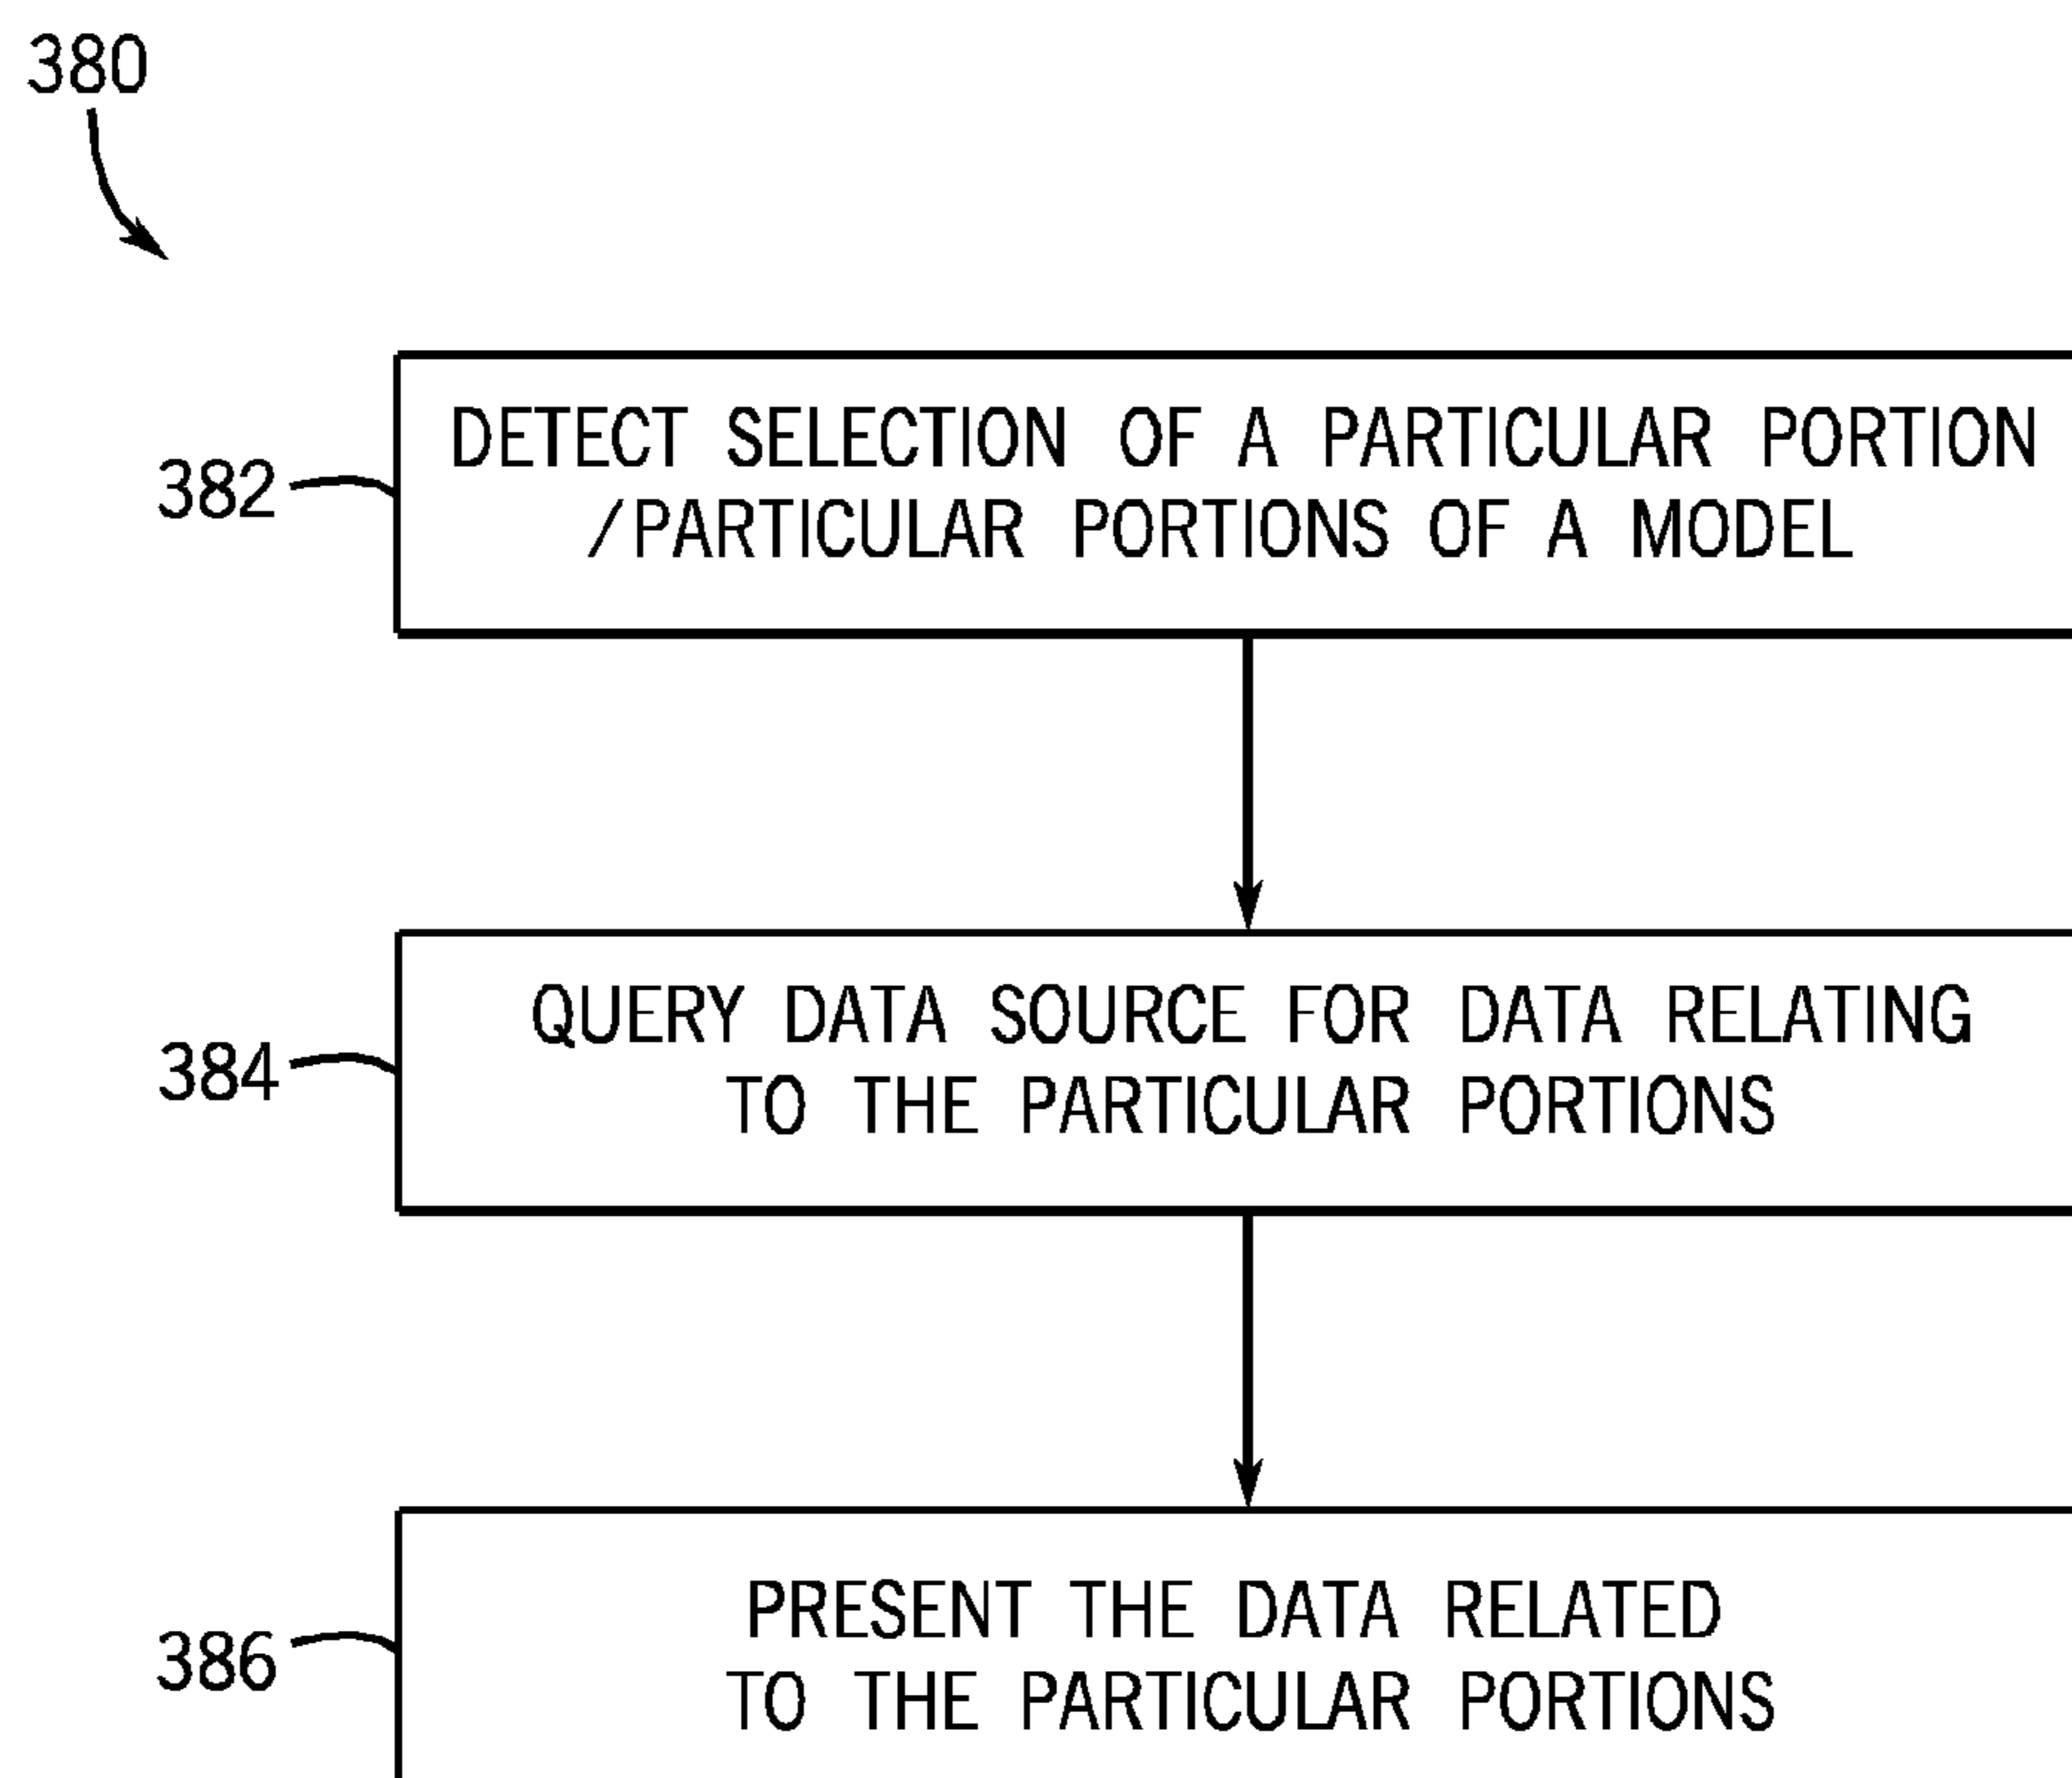 380
382
DETECT SELECTION OF A PARTICULAR PORTION
/PARTICULAR PORTIONS OF A MODEL
384
QUERY DATA SOURCE FOR DATA RELATING
TO THE PARTICULAR PORTIONS
386
PRESENT THE DATA RELATED
TO THE PARTICULAR PORTIONS